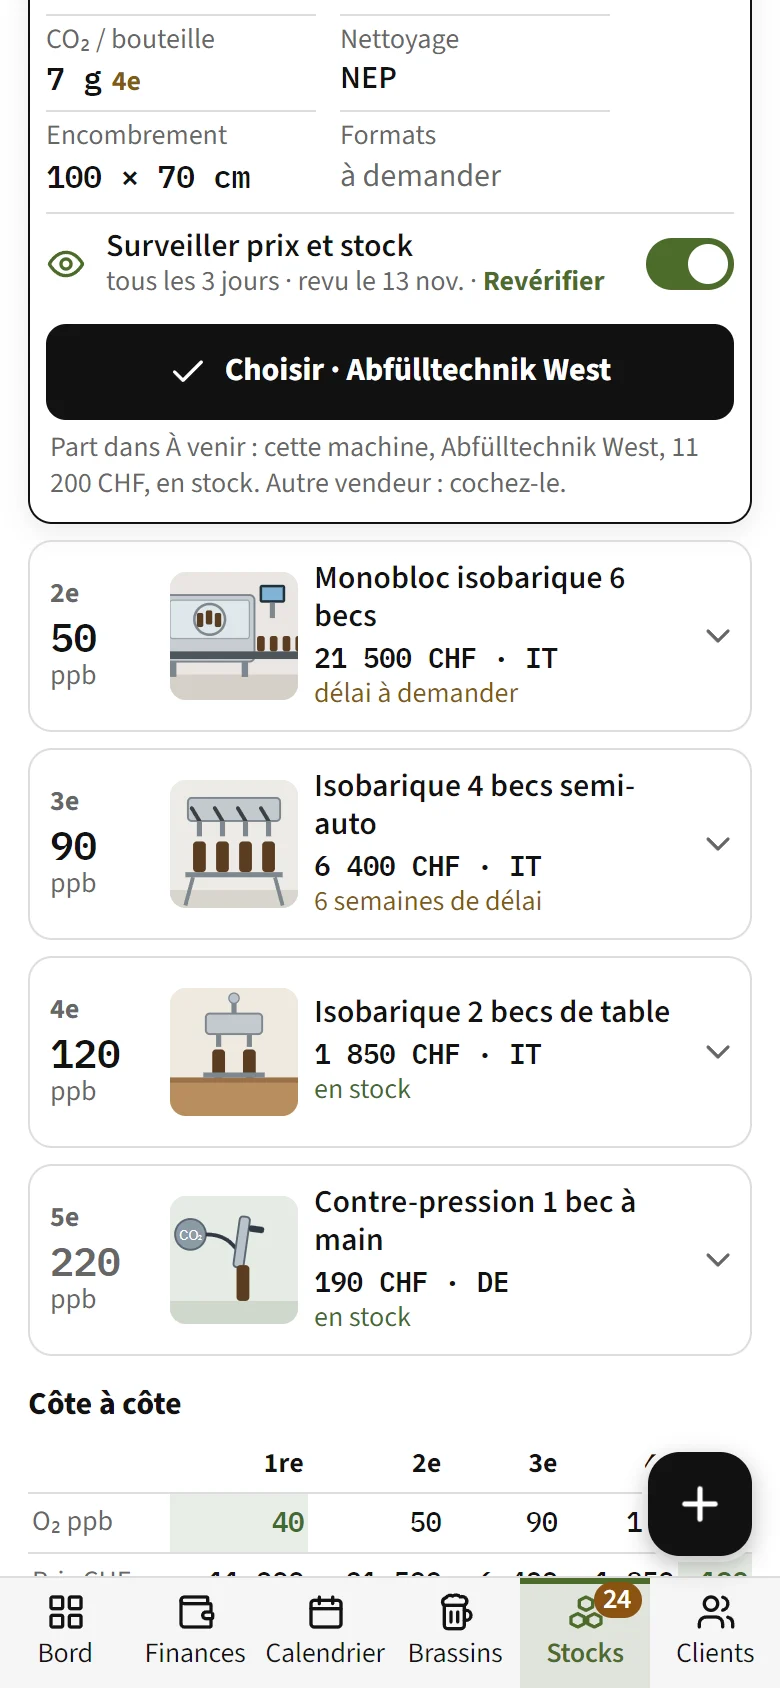 CO₂ / bouteille
Nettoyage
7 g 4e
NEP
Encombrement
Formats
100 × 70 cm
à demander
Surveiller prix et stock
tous les 3 jours · revu le 13 nov. · Revérifier
Choisir · Abfülltechnik West
Part dans À venir : cette machine, Abfülltechnik West, 11
200 CHF, en stock. Autre vendeur : cochez-le.
2e
50
ppb
Monobloc isobarique 6
becs
21 500 CHF · IT
délai à demander
3e
90
ppb
Isobarique 4 becs semi-
auto
6 400 CHF · IT
6 semaines de délai
4e
120
ppb
Isobarique 2 becs de table
1 850 CHF · IT
en stock
5e
220
ppb
CO₂
Contre-pression 1 bec à
main
190 CHF · DE
en stock
Côte à côte
1re 2e 3e
O₂ ppb 40 50 90
24
Bord Finances Calendrier Brassins Stocks Clients